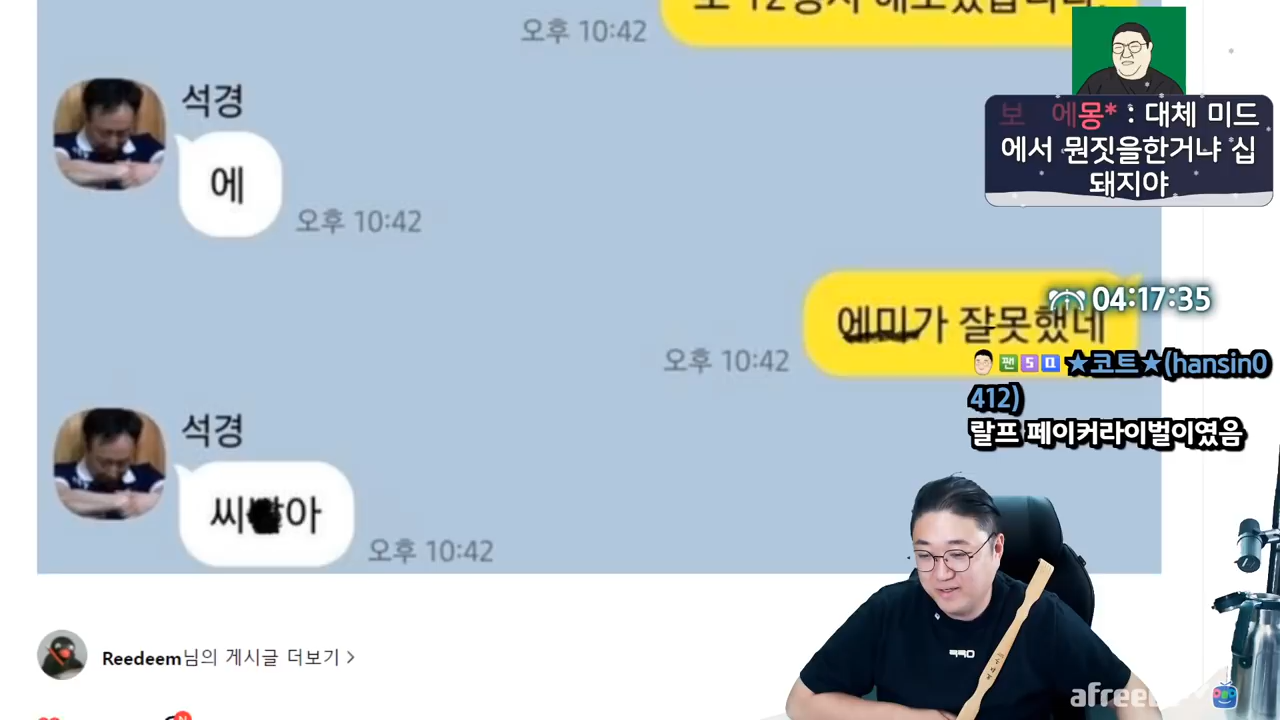 오후 10:42
석경
에
오후 10:42
에미가 잘못했네
오후 10:42
석경
씨 아
오후 10:42
Reedeem님의 게시글 더보기 >
보 에몽* : 대체 미드
에서 뭔짓을한거냐 십
돼지야
04:17:35
팬 5 ★코트★(hansin0
412)
랄프 페이커라이벌이였음